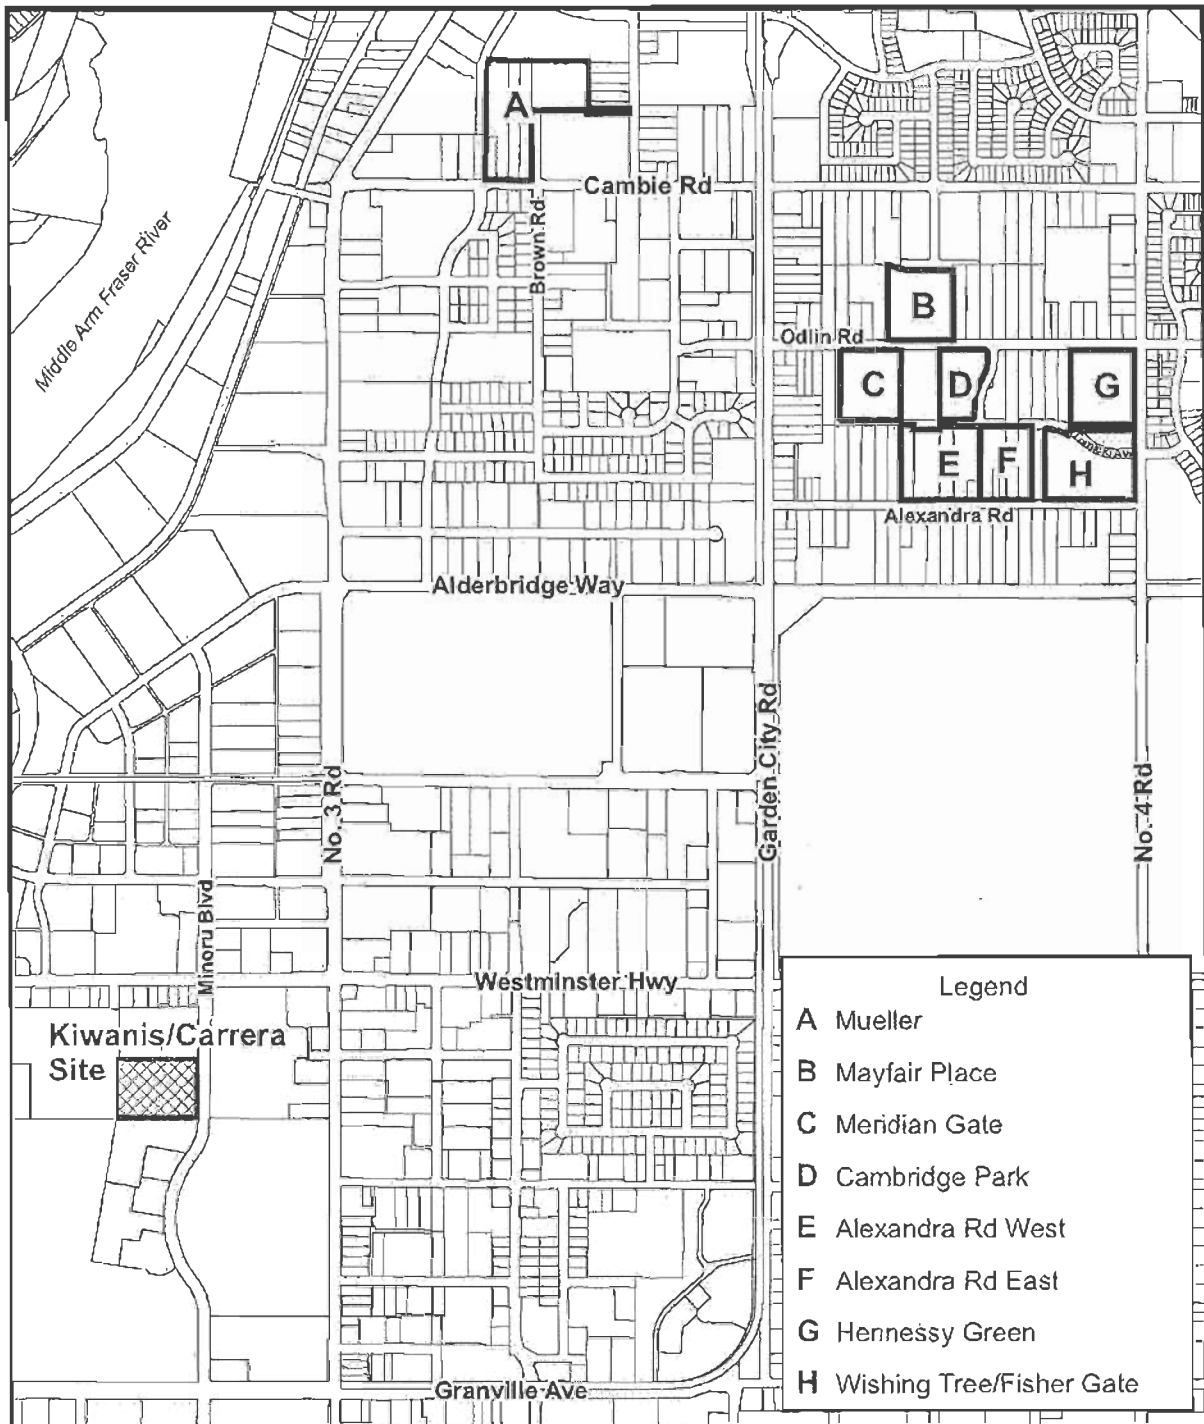 A
Cambie Rd
Brown Rd
Middle Arm Fraser River
B
Odlin Rd
C
D
G
E
F
H
Alexandra Rd
Alderbridge Way
No. 3 Rd
Garden City Rd
No. 4 Rd
Minoru Blvd
Westminster Hwy
Kiwanis/Carrera
Site
Granville Ave
Legend
A Mueller
B Mayfair Place
C Meridian Gate
D Cambridge Park
E Alexandra Rd West
F Alexandra Rd East
G Hennessy Green
H Wishing Tree/Fisher Gate